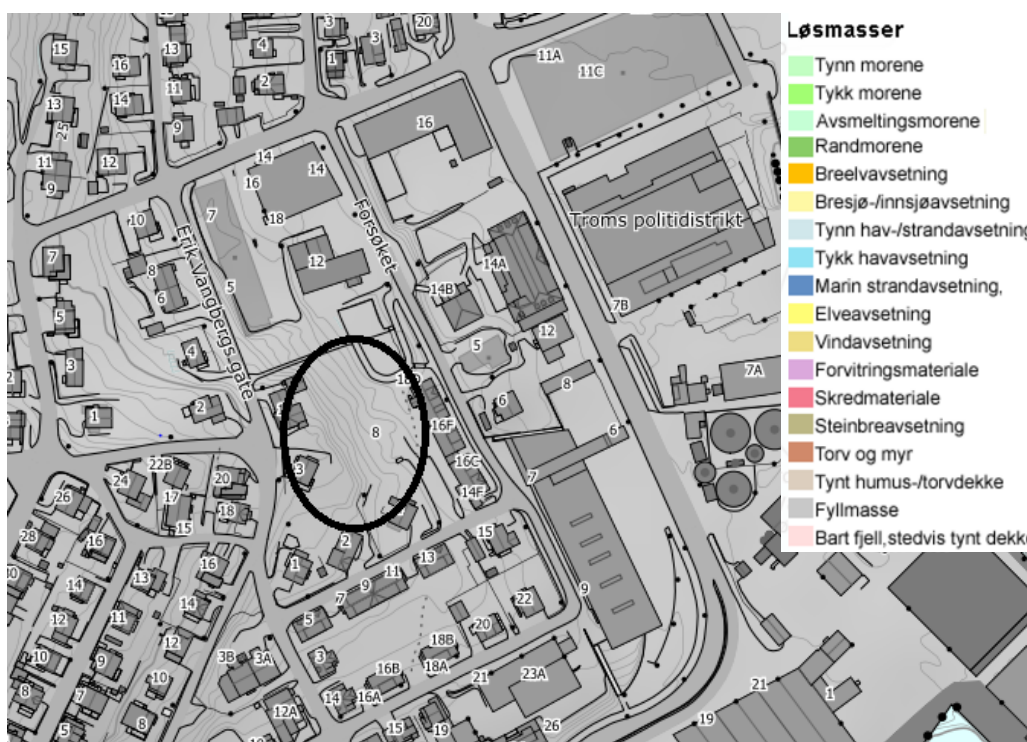 Løsmasser
Tynn morene
Tykk morene
Avsmeltingsmorene
Randmorene
Breelvavsetning
Bresjø-/innsjøavsetning
Tynn hav-/strandavsetning
Tykk havavsetning
Marin strandavsetning,
Elveavsetning
Vindavsetning
Forvitringsmateriale
Skredmateriale
Steinbreavsetning
Torv og myr
Tynt humus-/torvdekke
Fyllmasse
Bart fjell,stedvis tynt dekke
3
20
15
13
4
3
1
11A
11C
16
2
13
14
11
25
9
16
11
12
14
14
9
16
7
18
10
Forsøket
Troms politidistrikt
Erik Vangbergs gate
7
8
12
14A
5
6
14B
7B
5
12
5
4
3
7A
8
6
2
1
8
16F
6
16C
7
3
22B
24
20
14F
17
26
18
15
15
28
16
2
13
16
1
11
9
14
13
9
7
22
12
11
14
5
20
18B
10
9
12
3B
3A
3
16B
18A
21
23A
8
7
10
14
16A
21
1
12A
8
15
19
26
19
5